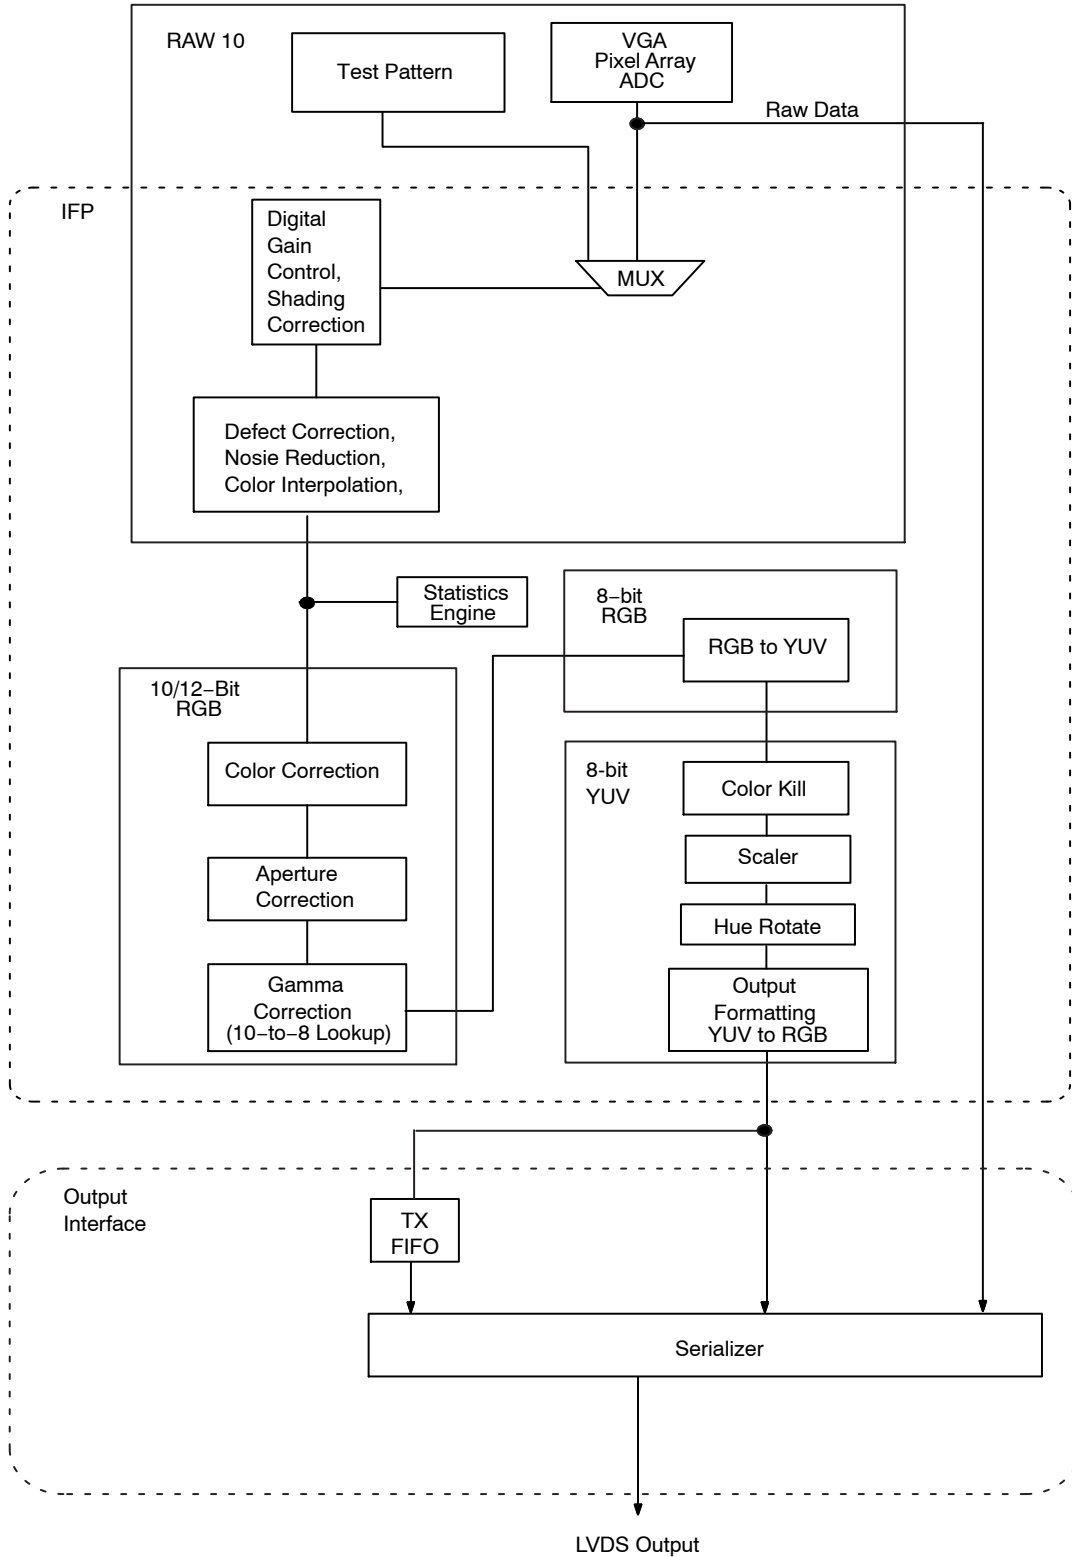 RAW 10
Test Pattern
VGA
Pixel Array
ADC
Raw Data
IFP
Digital
Gain
Control,
Shading
Correction
MUX
Defect Correction,
Nosie Reduction,
Color Interpolation,
Statistics
Engine
8−bit
RGB
RGB to YUV
10/12−Bit
RGB
Color Correction
Aperture
Correction
Gamma
Correction
(10−to−8 Lookup)
8-bit
YUV
Color Kill
Scaler
Hue Rotate
Output
Formatting
YUV to RGB
Output
Interface
TX
FIFO
Serializer
LVDS Output